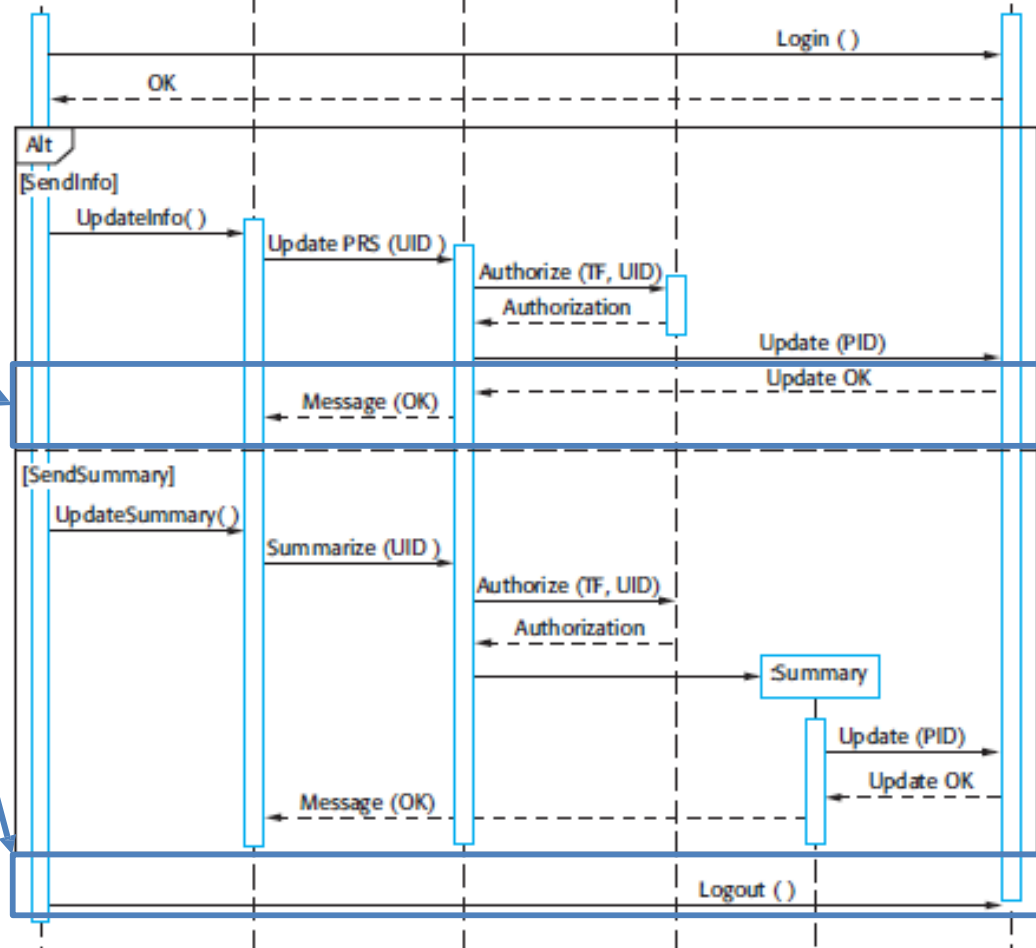 Login ( )
OK
Alt
[SendInfo]
UpdateInfo( )
Update PRS (UID )
Authorize (TF, UID)
Authorization
Update (PID)
Update OK
Message (OK)
[SendSummary]
UpdateSummary( )
Summarize (UID )
Authorize (TF, UID)
Authorization
:Summary
Update (PID)
Update OK
Message (OK)
Logout ( )